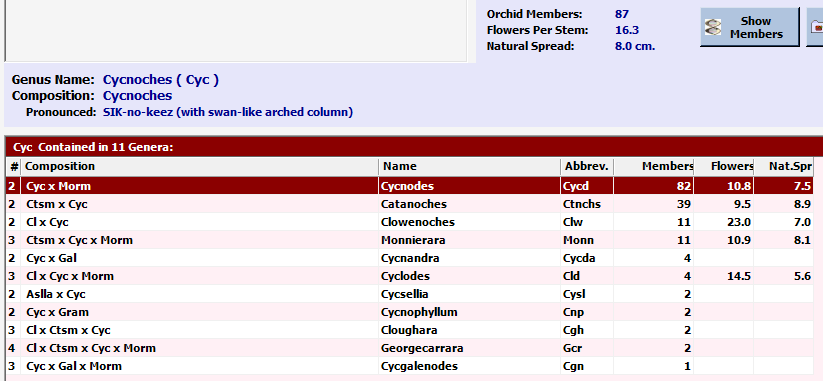 Orchid Members: 87
Flowers Per Stem: 16.3
Natural Spread: 8.0 cm.
Show Members
Genus Name: Cycnoches ( Cyc )
Composition: Cycnoches
Pronounced: SIK-no-keez (with swan-like arched column)
Cyc Contained in 11 Genera:
# Composition Name Abbrev. Members Flowers Nat.Spr
2 Cyc x Morm Cycnodes Cycd 82 10.8 7.5
2 Ctsm x Cyc Catanoches Ctnchs 39 9.5 8.9
2 Cl x Cyc Clowenoches Clw 11 23.0 7.0
3 Ctsm x Cyc x Morm Monnierara Monn 11 10.9 8.1
2 Cyc x Gal Cycnandra Cycda 4
3 Cl x Cyc x Morm Cyclodes Cld 4 14.5 5.6
2 Aslla x Cyc Cycsellia Cysl 2
2 Cyc x Gram Cycnophyllum Cnp 2
3 Cl x Ctsm x Cyc Cloughara Cgh 2
4 Cl x Ctsm x Cyc x Morm Georgecarrara Gcr 2
3 Cyc x Gal x Morm Cycgalenodes Cgn 1